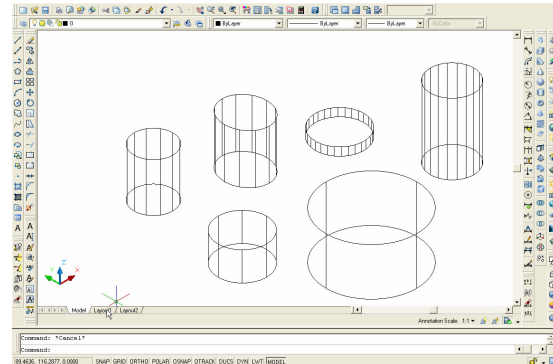 0
ByLayer
ByLayer
ByLayer
ByColor
Z
Y
X
Model / Layout1 / Layout2
Annotation Scale: 1:1
Command: *Cancel*
Command:
89.4636, 116.2877, 0.0000 SNAP GRID ORTHO POLAR OSNAP OTRACK DUCS DYN LWT MODEL